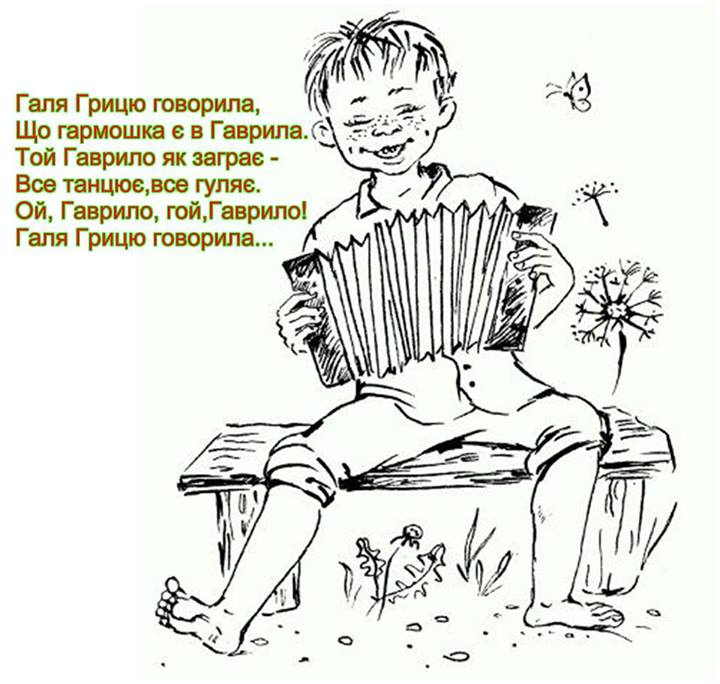 Галя Грицю говорила,
Що гармошка є в Гаврила.
Той Гаврило як заграє -
Все танцює,все гуляє.
Ой, Гаврило, гой,Гаврило!
Галя Грицю говорила...